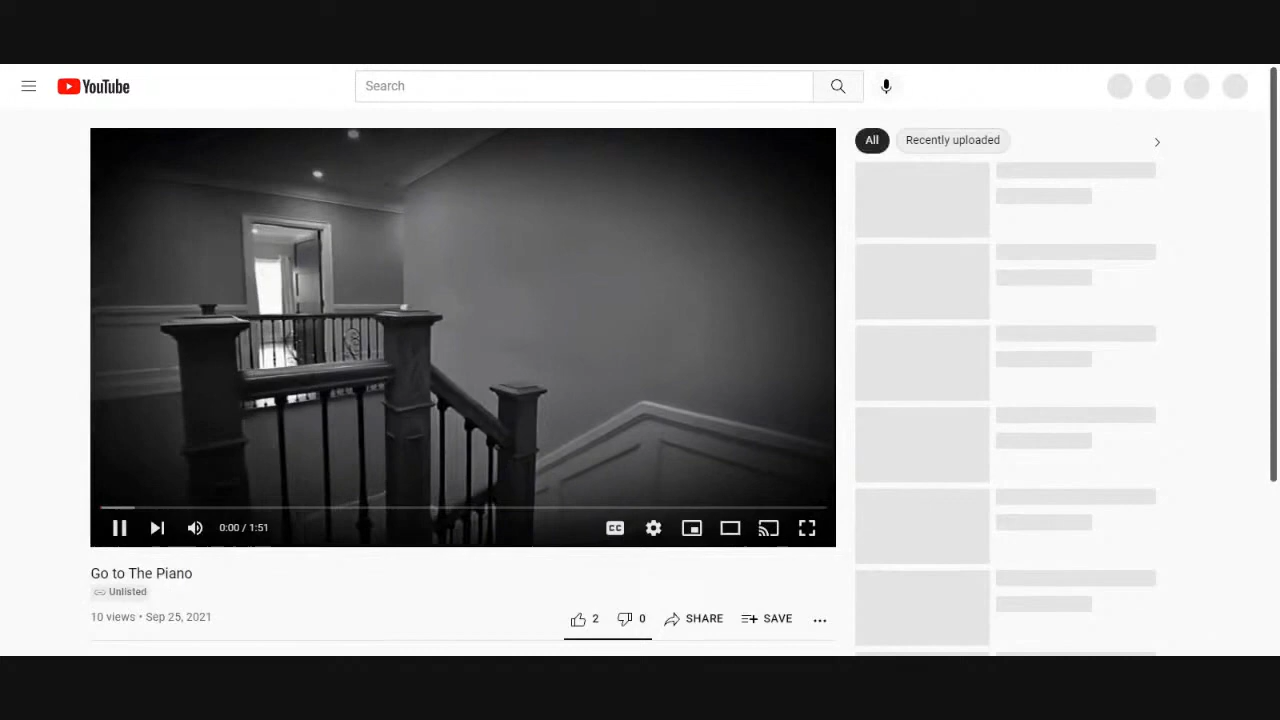 YouTube
Search
All
Recently uploaded
0:00 / 1:51
CC
Go to The Piano
Unlisted
10 views • Sep 25, 2021
2
0
SHARE
SAVE